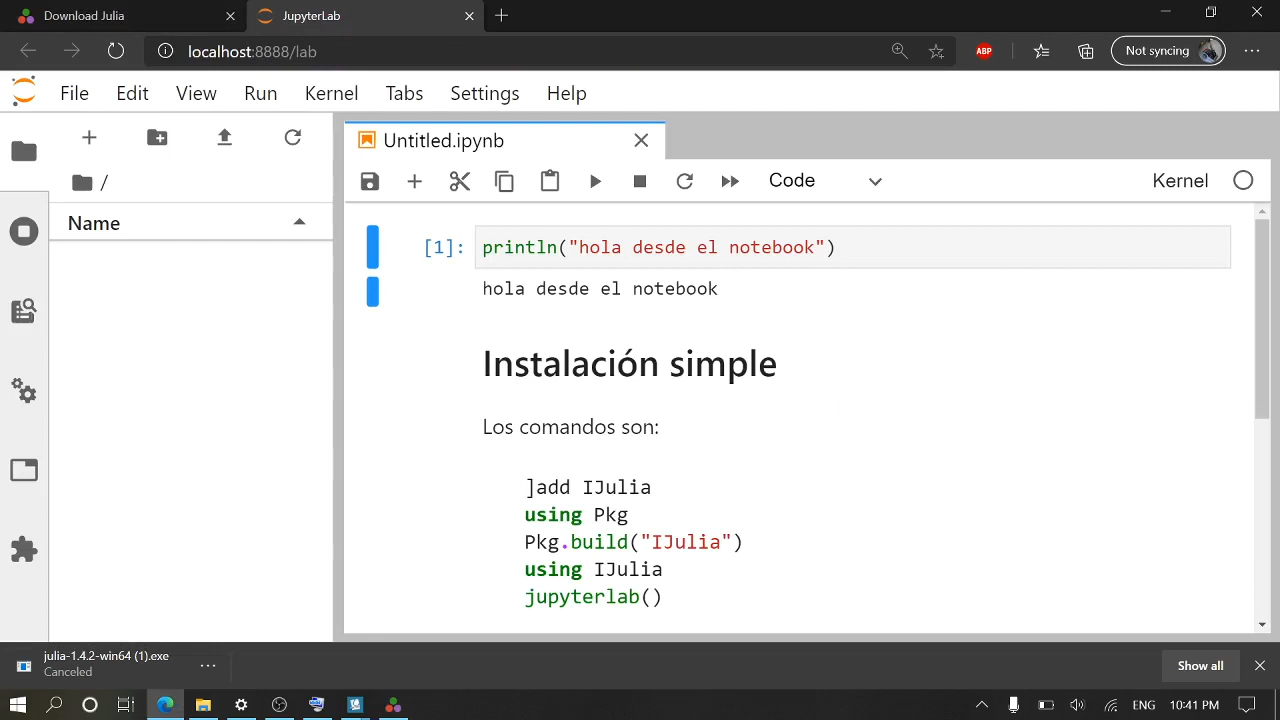 Download Julia
JupyterLab
localhost:8888/lab
ABP
Not syncing
File Edit View Run Kernel Tabs Settings Help
Untitled.ipynb
/
Code
Kernel
Name
[1]: println("hola desde el notebook")
hola desde el notebook
Instalación simple
Los comandos son:
]add IJulia
using Pkg
Pkg.build("IJulia")
using IJulia
jupyterlab()
julia-1.4.2-win64 (1).exe
Canceled
Show all
ENG 10:41 PM